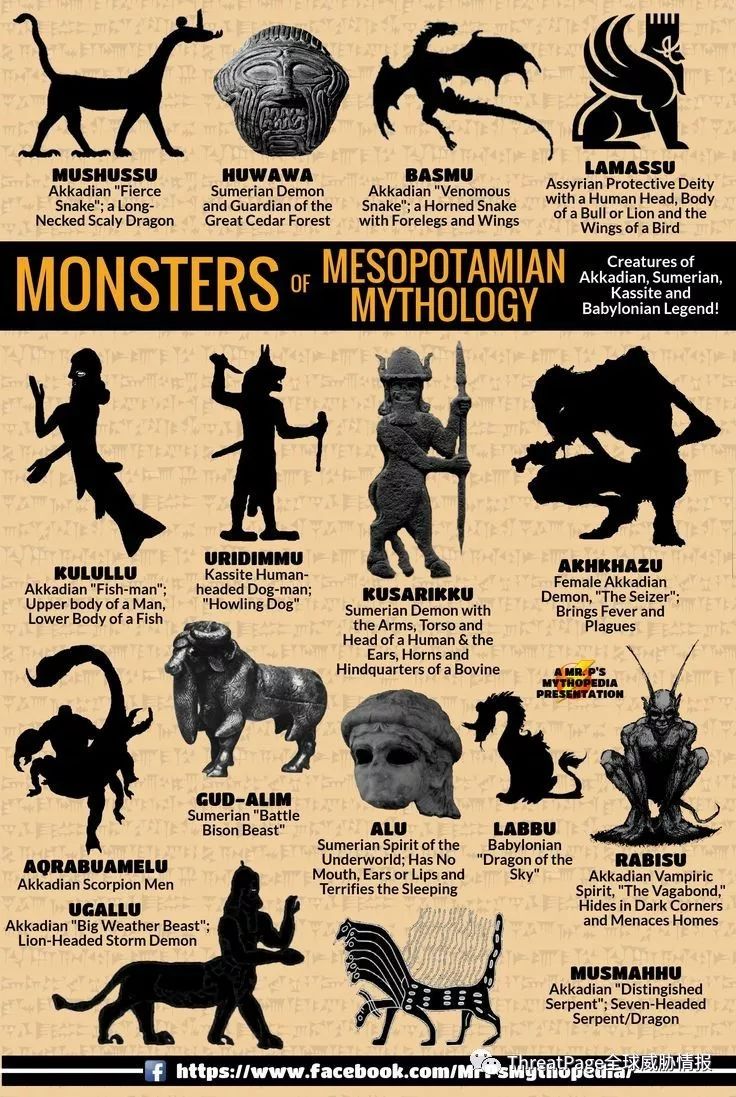 MUSHUSSU
Akkadian "Fierce
Snake"; a Long-
Necked Scaly Dragon
HUWAWA
Sumerian Demon
and Guardian of the
Great Cedar Forest
BASMU
Akkadian "Venomous
Snake"; a Horned Snake
with Forelegs and Wings
LAMASSU
Assyrian Protective Deity
with a Human Head, Body
of a Bull or Lion and the
Wings of a Bird
MONSTERS OF MESOPOTAMIAN
MYTHOLOGY
Creatures of
Akkadian, Sumerian,
Kassite and
Babylonian Legend!
KULULLU
Akkadian "Fish-man";
Upper body of a Man,
Lower Body of a Fish
URIDIMMU
Kassite Human-
headed Dog-man;
"Howling Dog"
KUSARIKKU
Sumerian Demon with
the Arms, Torso and
Head of a Human & the
Ears, Horns and
Hindquarters of a Bovine
AKHKHAZU
Female Akkadian
Demon, "The Seizer";
Brings Fever and
Plagues
A MR. P'S
MYTHOPEDIA
PRESENTATION
AQRABUAMELU
Akkadian Scorpion Men
GUD-ALIM
Sumerian "Battle
Bison Beast"
ALU
Sumerian Spirit of the
Underworld; Has No
Mouth, Ears or Lips and
Terrifies the Sleeping
LABBU
Babylonian
"Dragon of the
Sky"
RABISU
Akkadian Vampiric
Spirit, "The Vagabond,"
Hides in Dark Corners
and Menaces Homes
UGALLU
Akkadian "Big Weather Beast";
Lion-Headed Storm Demon
MUSMAHHU
Akkadian "Distingished
Serpent"; Seven-Headed
Serpent/Dragon
f https://www.facebook.com/MrPsMythopedia/
ThreatPage全球威胁情报